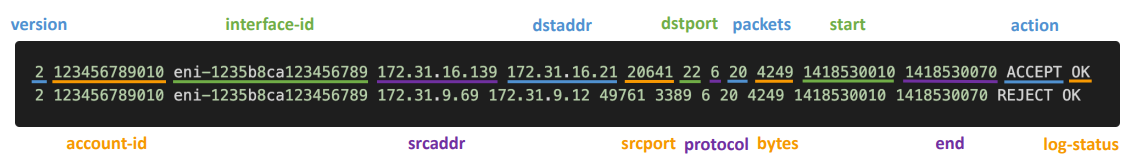 version interface-id dstaddr dstport packets start action
2 123456789010 eni-1235b8ca123456789 172.31.16.139 172.31.16.21 20641 22 6 20 4249 1418530010 1418530070 ACCEPT OK
2 123456789010 eni-1235b8ca123456789 172.31.9.69 172.31.9.12 49761 3389 6 20 4249 1418530010 1418530070 REJECT OK
account-id srcaddr srcport protocol bytes end log-status